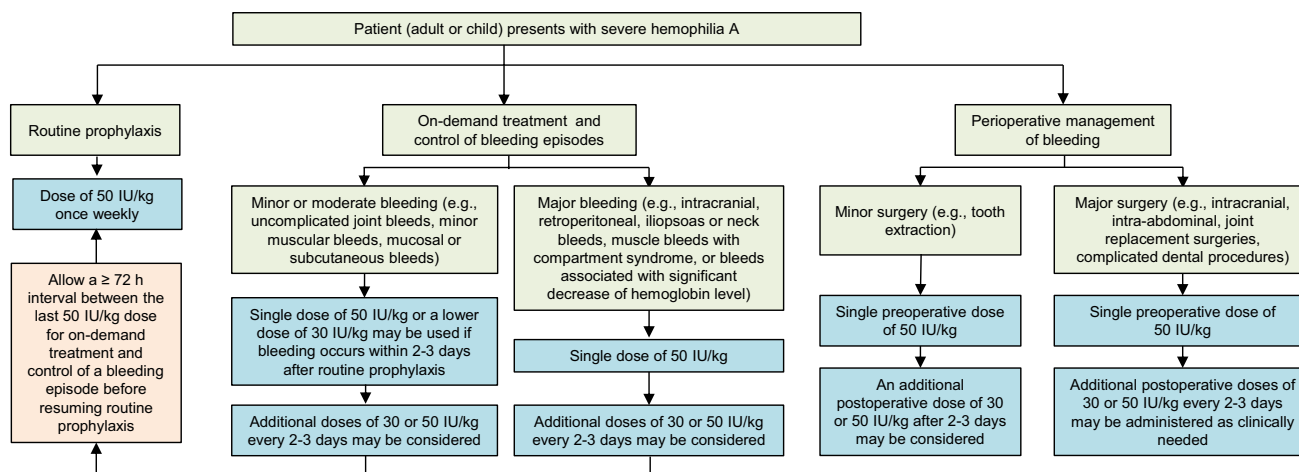 Patient (adult or child) presents with severe hemophilia A
Routine prophylaxis
Dose of 50 IU/kg
once weekly
Allow a ≥ 72 h
interval between the
last 50 IU/kg dose
for on-demand
treatment and
control of a bleeding
episode before
resuming routine
prophylaxis
On-demand treatment and
control of bleeding episodes
Minor or moderate bleeding (e.g.,
uncomplicated joint bleeds, minor
muscular bleeds, mucosal or
subcutaneous bleeds)
Single dose of 50 IU/kg or a lower
dose of 30 IU/kg may be used if
bleeding occurs within 2-3 days
after routine prophylaxis
Additional doses of 30 or 50 IU/kg
every 2-3 days may be considered
Major bleeding (e.g., intracranial,
retroperitoneal, iliopsoas or neck
bleeds, muscle bleeds with
compartment syndrome, or bleeds
associated with significant
decrease of hemoglobin level)
Single dose of 50 IU/kg
Additional doses of 30 or 50 IU/kg
every 2-3 days may be considered
Perioperative management
of bleeding
Minor surgery (e.g., tooth
extraction)
Single preoperative dose
of 50 IU/kg
An additional
postoperative dose of 30
or 50 IU/kg after 2-3 days
may be considered
Major surgery (e.g., intracranial,
intra-abdominal, joint
replacement surgeries,
complicated dental procedures)
Single preoperative dose of
50 IU/kg
Additional postoperative doses of
30 or 50 IU/kg every 2-3 days
may be administered as clinically
needed